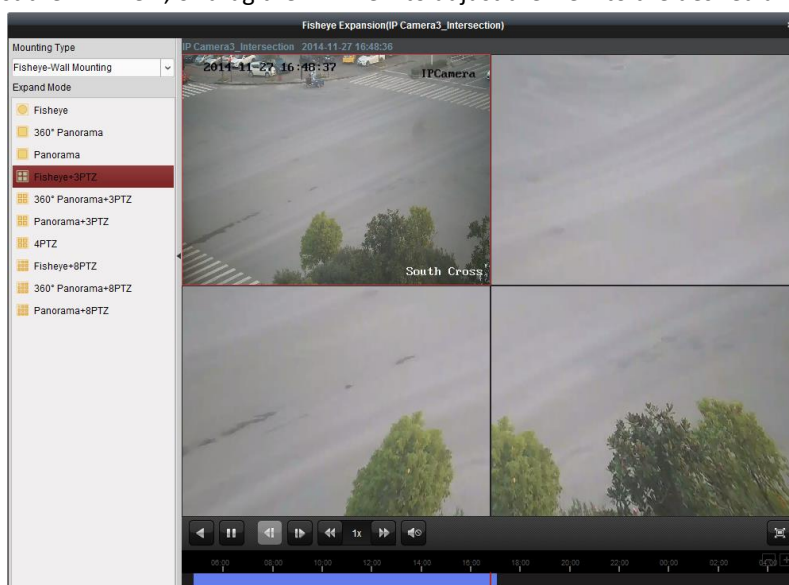 Fisheye Expansion(IP Camera3_Intersection)
Mounting Type
IP Camera3_Intersection 2014-11-27 16:48:36
Fisheye-Wall Mounting
2014-11-27 16:48:37
IPCamera
Expand Mode
Fisheye
360° Panorama
Panorama
Fisheye+3PTZ
360° Panorama+3PTZ
Panorama+3PTZ
4PTZ
Fisheye+8PTZ
360° Panorama+8PTZ
Panorama+8PTZ
South Cross
1x
06:00 08:00 10:00 12:00 14:00 16:00 18:00 20:00 22:00 00:00 02:00 04:00